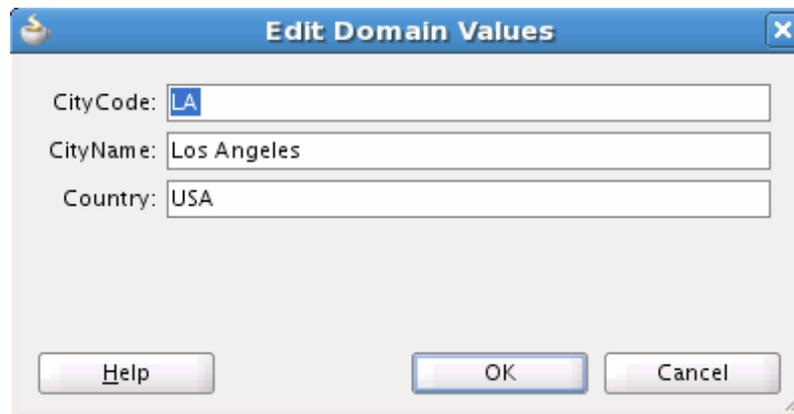 Edit Domain Values
CityCode: LA
CityName: Los Angeles
Country: USA
Help OK Cancel